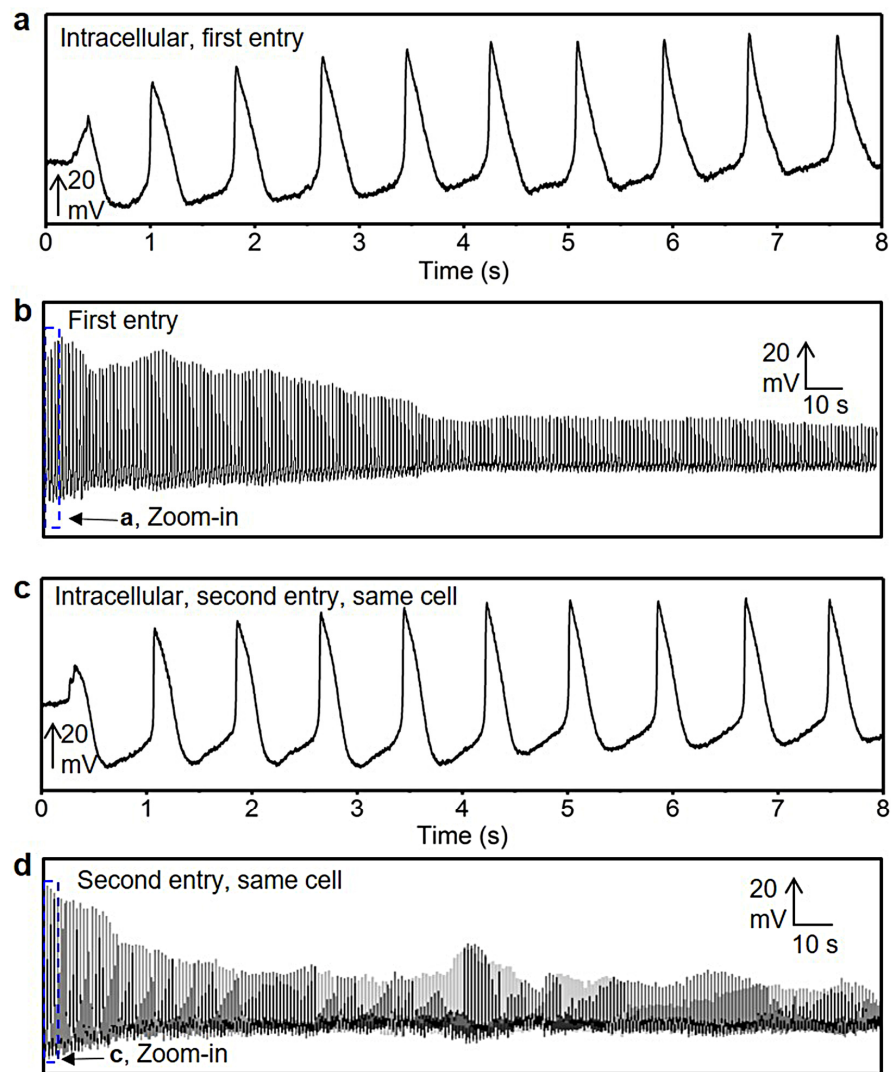 a
Intracellular, first entry
20
mV
0 1 2 3 4 5 6 7 8
Time (s)
b
First entry
20
mV
10 s
a, Zoom-in
c
Intracellular, second entry, same cell
20
mV
0 1 2 3 4 5 6 7 8
Time (s)
d
Second entry, same cell
20
mV
10 s
c, Zoom-in